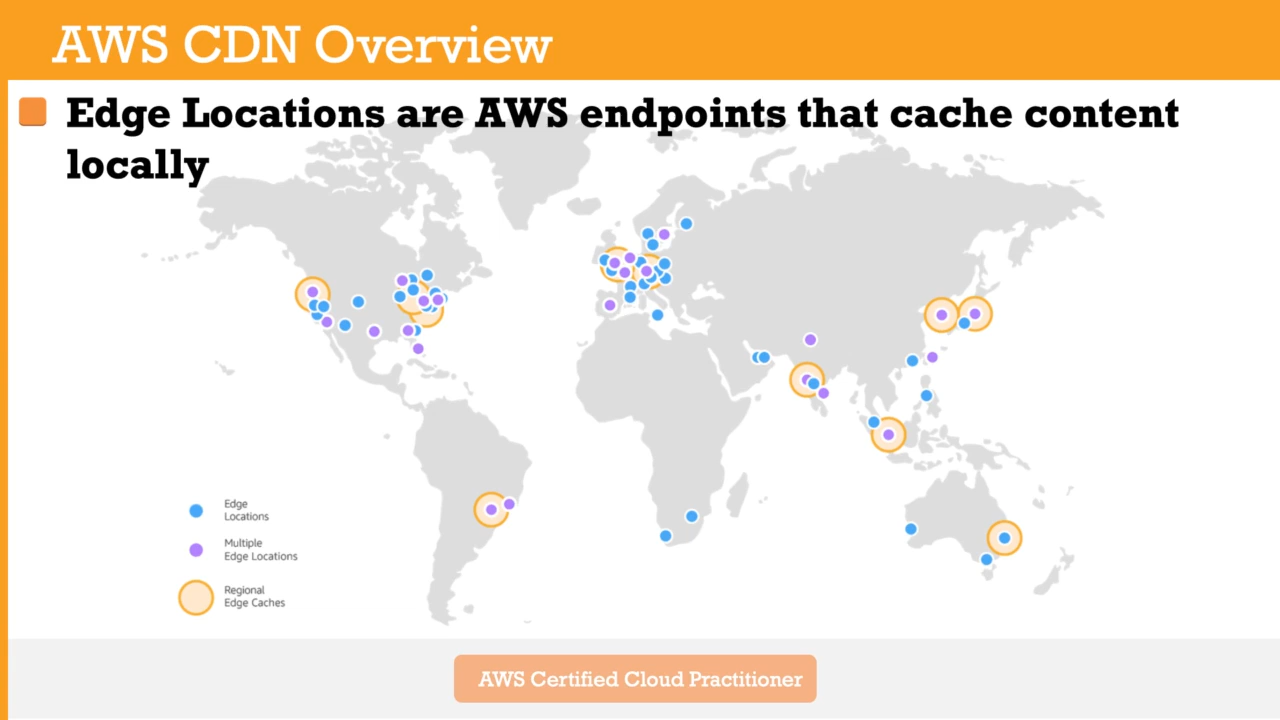 AWS CDN Overview
Edge Locations are AWS endpoints that cache content
locally
Edge
Locations
Multiple
Edge Locations
Regional
Edge Caches
AWS Certified Cloud Practitioner